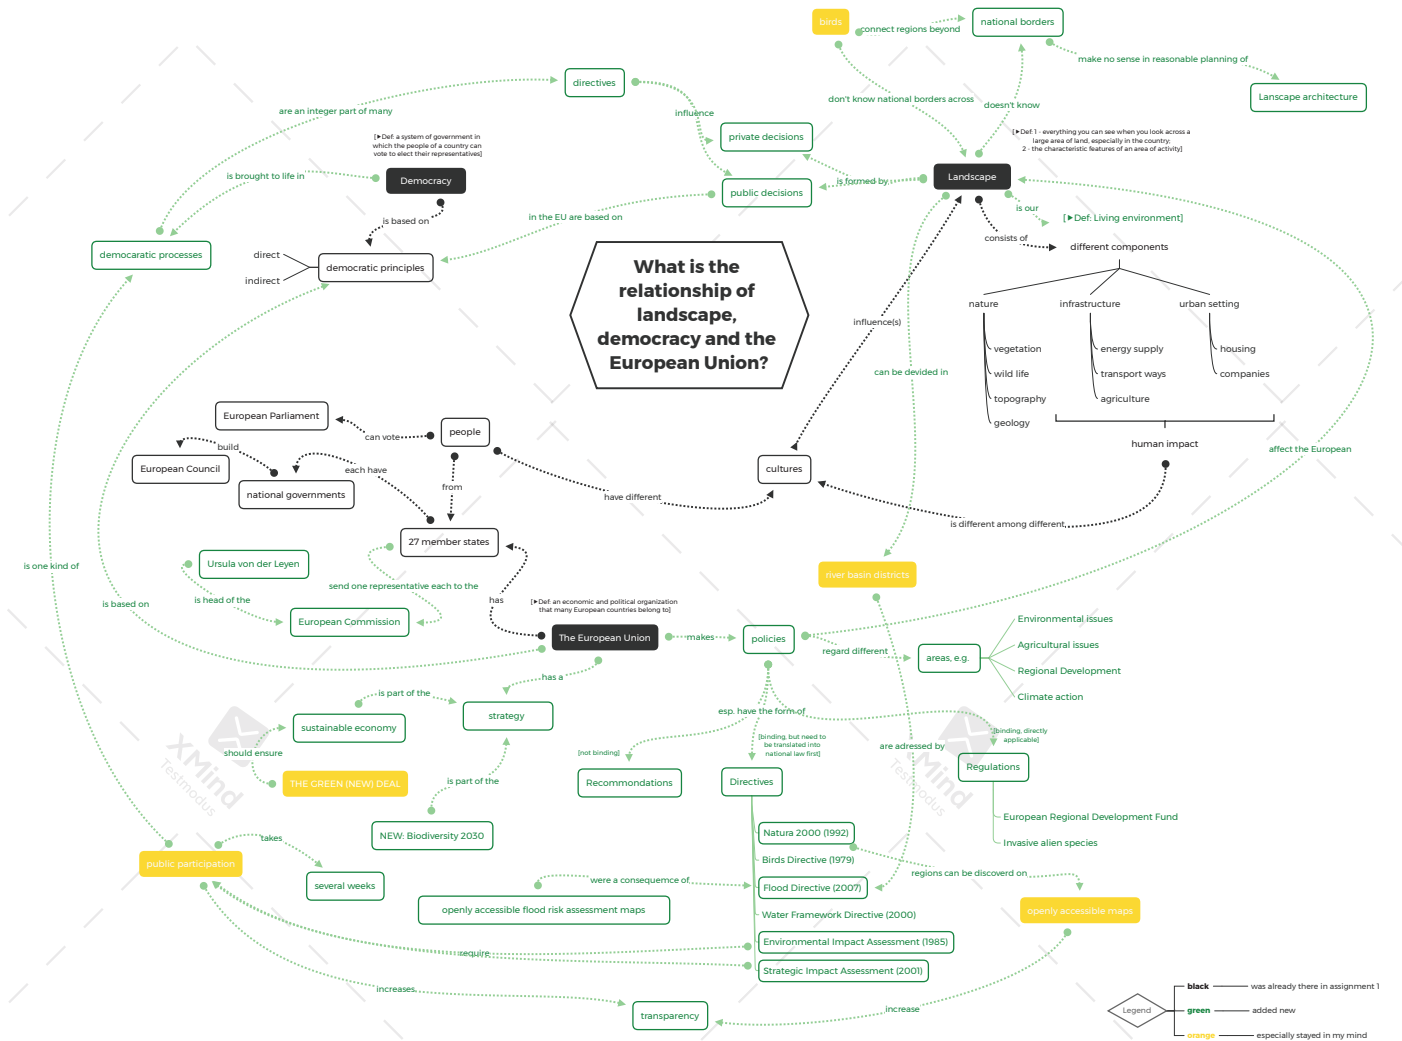 birds
connect regions beyond
national borders
make no sense in reasonable planning of
Lanscape architecture
directives
are an integer part of many
influence
don't know national borders across
doesn't know
private decisions
[►Def: a system of government in
which the people of a country can
vote to elect their representatives]
[►Def: 1 - everything you can see when you look across a
large area of land, especially in the country;
2 - the characteristic features of an area of activity]
is brought to life in
Democracy
is formed by
Landscape
public decisions
is based on
in the EU are based on
is our
[►Def: Living environment]
consists of
different components
democaratic processes
direct
indirect
democratic principles
What is the
relationship of
landscape,
democracy and the
European Union?
nature
infrastructure
urban setting
influence(s)
vegetation
energy supply
housing
can be devided in
wild life
transport ways
companies
topography
agriculture
geology
human impact
European Parliament
can vote
people
build
European Council
each have
national governments
from
have different
cultures
affect the European
is different among different
27 member states
is one kind of
Ursula von der Leyen
send one representative each to the
river basin districts
is based on
is head of the
has
[►Def: an economic and political organization
that many European countries belong to]
European Commission
The European Union
makes
policies
regard different
areas, e.g.
Environmental issues
Agricultural issues
Regional Development
Climate action
has a
is part of the
strategy
esp. have the form of
sustainable economy
should ensure
[not binding]
[binding, but need to
be translated into
national law first]
are adressed by
[binding, directly
applicable]
XMind
Testmodus
XMind
Testmodus
THE GREEN (NEW) DEAL
is part of the
Recommondations
Directives
Regulations
NEW: Biodiversity 2030
European Regional Development Fund
Invasive alien species
Natura 2000 (1992)
Birds Directive (1979)
Flood Directive (2007)
Water Framework Directive (2000)
Environmental Impact Assessment (1985)
Strategic Impact Assessment (2001)
takes
public participation
several weeks
were a consequemce of
openly accessible flood risk assessment maps
regions can be discoverd on
openly accessible maps
require
increases
transparency
increase
Legend
black
was already there in assignment 1
green
added new
orange
especially stayed in my mind